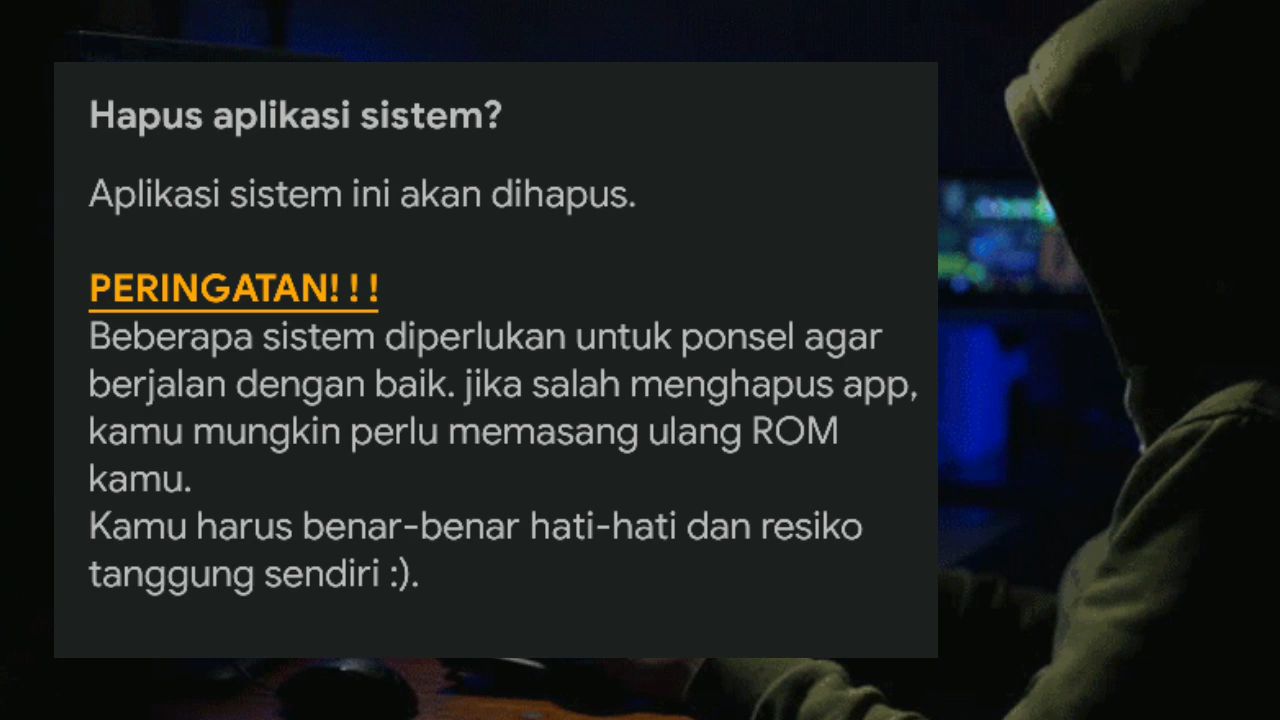 Hapus aplikasi sistem?
Aplikasi sistem ini akan dihapus.
PERINGATAN! ! !
Beberapa sistem diperlukan untuk ponsel agar
berjalan dengan baik. jika salah menghapus app,
kamu mungkin perlu memasang ulang ROM
kamu.
Kamu harus benar-benar hati-hati dan resiko
tanggung sendiri :).